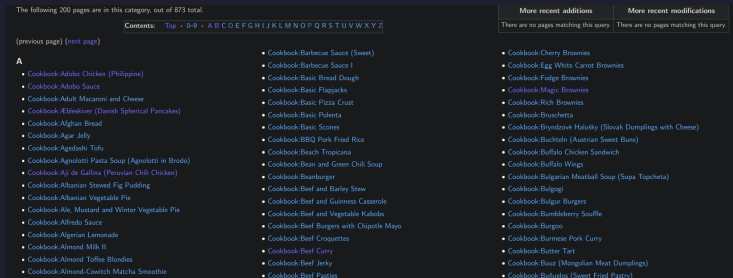 The following 200 pages are in this category, out of 873 total.
More recent additions
More recent modifications
There are no pages matching this query.
There are no pages matching this query.
Contents: Top · 0–9 · A B C D E F G H I J K L M N O P Q R S T U V W X Y Z
(previous page) (next page)
A
Cookbook:Adobo Chicken (Philippine)
Cookbook:Adobo Sauce
Cookbook:Adult Macaroni and Cheese
Cookbook:Æbleskiver (Danish Spherical Pancakes)
Cookbook:Afghan Bread
Cookbook:Agar Jelly
Cookbook:Agedashi Tofu
Cookbook:Agnolotti Pasta Soup (Agnolotti in Brodo)
Cookbook:Aji de Gallina (Peruvian Chili Chicken)
Cookbook:Albanian Stewed Fig Pudding
Cookbook:Albanian Vegetable Pie
Cookbook:Ale, Mustard and Winter Vegetable Pie
Cookbook:Alfredo Sauce
Cookbook:Algerian Lemonade
Cookbook:Almond Milk II
Cookbook:Almond Toffee Blondies
Cookbook:Almond-Cowitch Matcha Smoothie
Cookbook:Barbecue Sauce (Sweet)
Cookbook:Barbecue Sauce I
Cookbook:Basic Bread Dough
Cookbook:Basic Flapjacks
Cookbook:Basic Pizza Crust
Cookbook:Basic Polenta
Cookbook:Basic Scones
Cookbook:BBQ Pork Fried Rice
Cookbook:Beach Tropicana
Cookbook:Bean and Green Chili Soup
Cookbook:Beanburger
Cookbook:Beef and Barley Stew
Cookbook:Beef and Guinness Casserole
Cookbook:Beef and Vegetable Kabobs
Cookbook:Beef Burgers with Chipotle Mayo
Cookbook:Beef Croquettes
Cookbook:Beef Curry
Cookbook:Beef Jerky
Cookbook:Beef Pasties
Cookbook:Cherry Brownies
Cookbook:Egg White Carrot Brownies
Cookbook:Fudge Brownies
Cookbook:Magic Brownies
Cookbook:Rich Brownies
Cookbook:Bruschetta
Cookbook:Bryndzové Halušky (Slovak Dumplings with Cheese)
Cookbook:Buchteln (Austrian Sweet Buns)
Cookbook:Buffalo Chicken Sandwich
Cookbook:Buffalo Wings
Cookbook:Bulgarian Meatball Soup (Supa Topcheta)
Cookbook:Bulgogi
Cookbook:Bulgur Burgers
Cookbook:Bumbleberry Souffle
Cookbook:Burgoo
Cookbook:Burmese Pork Curry
Cookbook:Butter Tart
Cookbook:Buuz (Mongolian Meat Dumplings)
Cookbook:Buñuelos (Sweet Fried Pastry)